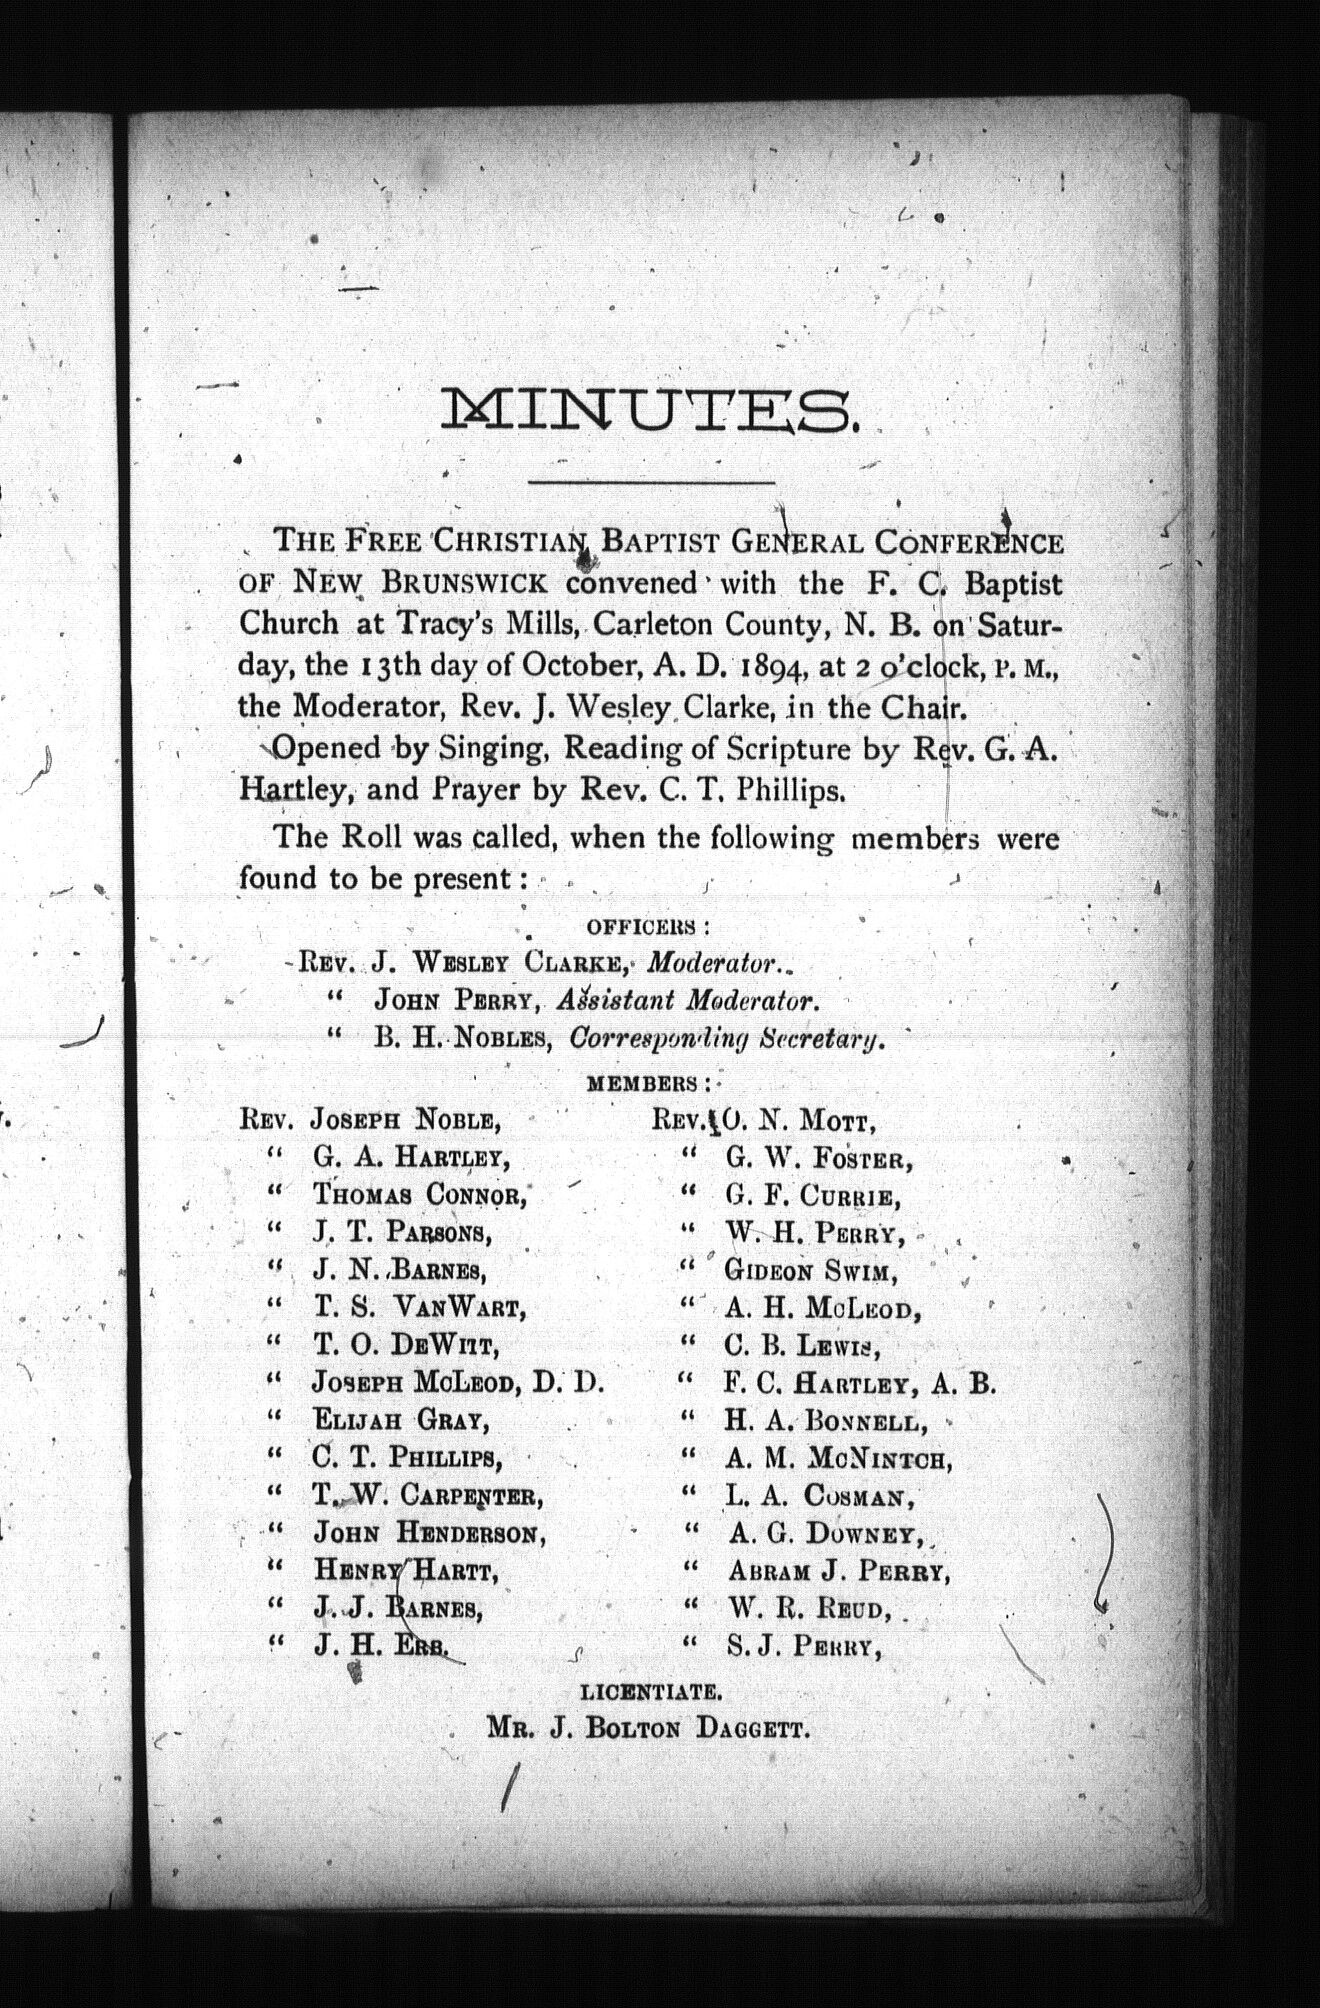 MINUTES.
THE FREE CHRISTIAN BAPTIST GENERAL CONFERENCE
OF NEW BRUNSWICK convened with the F. C. Baptist
Church at Tracy's Mills, Carleton County, N. B. on Satur-
day, the 13th day of October, A. D. 1894, at 2 o'clock, P. M.,
the Moderator, Rev. J. Wesley Clarke, in the Chair.
Opened by Singing, Reading of Scripture by Rev. G. A.
Hartley, and Prayer by Rev. C. T. Phillips.
The Roll was called, when the following members were
found to be present :
OFFICERS :
REV. J. WESLEY CLARKE, Moderator.
" JOHN PERRY, Assistant Moderator.
" B. H. NOBLES, Corresponding Secretary.
MEMBERS :
REV. JOSEPH NOBLE,
" G. A. HARTLEY,
" THOMAS CONNOR,
" J. T. PARSONS,
" J. N. BARNES,
" T. S. VANWART,
" T. O. DEWITT,
" JOSEPH MCLEOD, D. D.
" ELIJAH GRAY,
" C. T. PHILLIPS,
" T. W. CARPENTER,
" JOHN HENDERSON,
" HENRY HARTT,
" J. J. BARNES,
" J. H. ERB.
REV. O. N. MOTT,
" G. W. FOSTER,
" G. F. CURRIE,
" W. H. PERRY,
" GIDEON SWIM,
" A. H. MCLEOD,
" C. B. LEWIS,
" F. C. HARTLEY, A. B.
" H. A. BONNELL,
" A. M. MCNINTCH,
" L. A. COSMAN,
" A. G. DOWNEY,
" ABRAM J. PERRY,
" W. R. REUD,
" S. J. PERRY,
LICENTIATE.
MR. J. BOLTON DAGGETT.